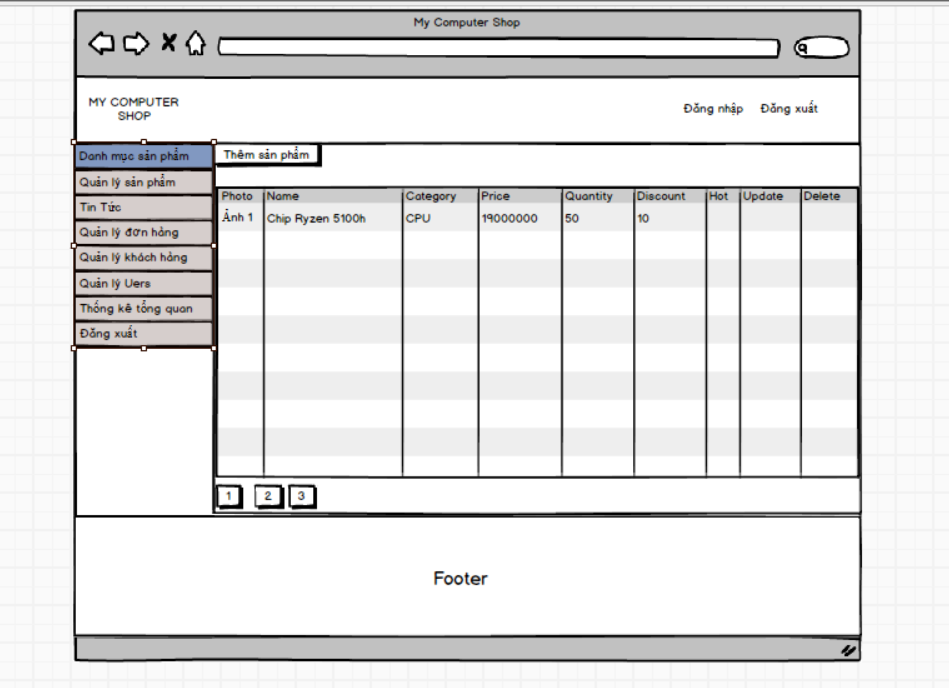 My Computer Shop
MY COMPUTER
SHOP
Đăng nhập Đăng xuất
Danh mục sản phẩm
Quản lý sản phẩm
Tin Tức
Quản lý đơn hàng
Quản lý khách hàng
Quản lý Uers
Thống kê tổng quan
Đăng xuất
Thêm sản phẩm
Photo Name Category Price Quantity Discount Hot Update Delete
Ảnh 1 Chip Ryzen 5100h CPU 19000000 50 10
1 2 3
Footer